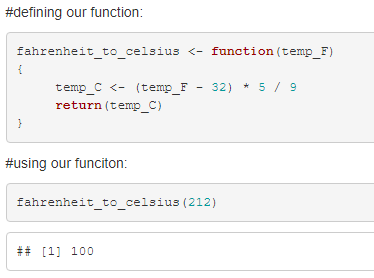 #defining our function:
fahrenheit_to_celsius <- function(temp_F)
{
     temp_C <- (temp_F - 32) * 5 / 9
     return(temp_C)
}
#using our funciton:
fahrenheit_to_celsius(212)
## [1] 100